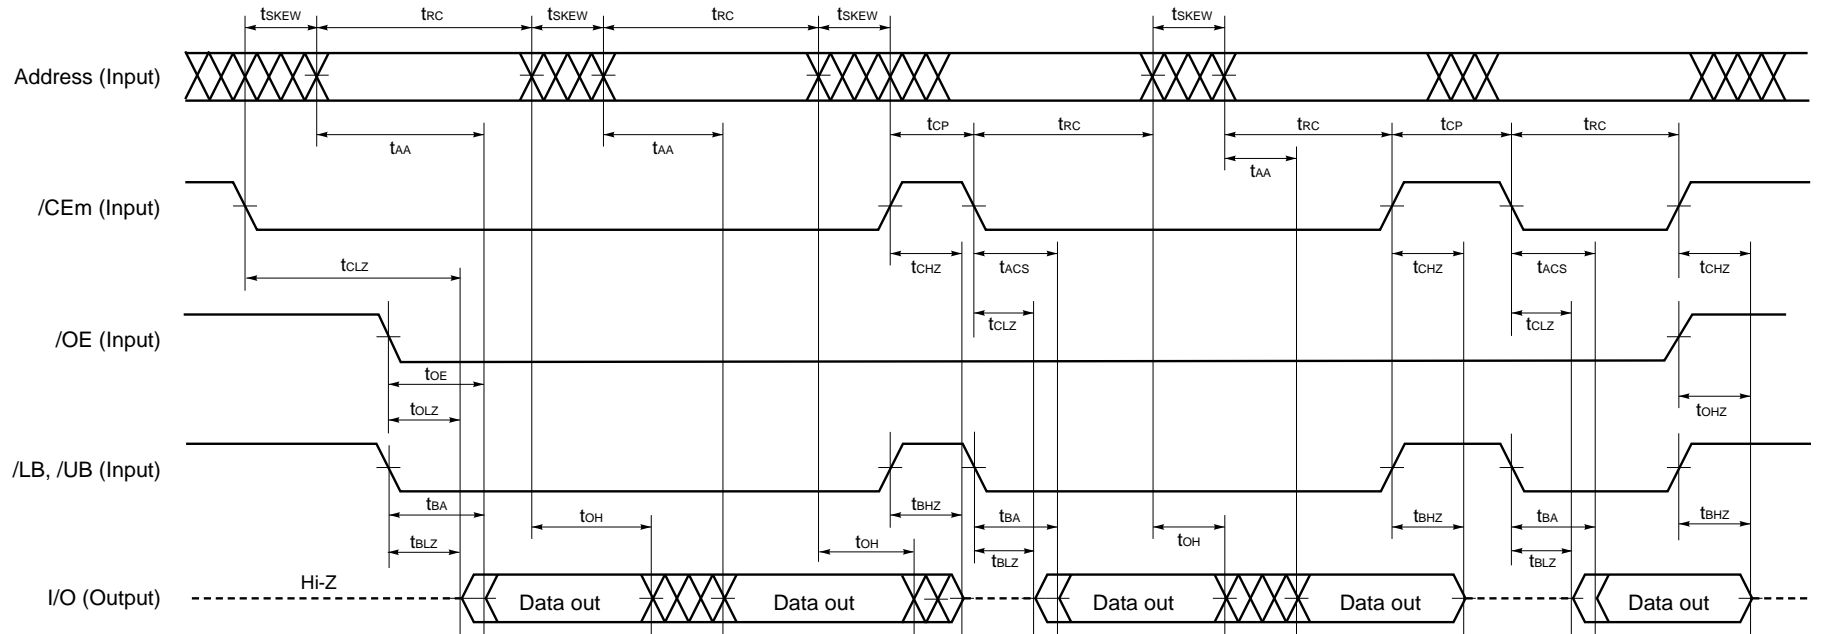 tSKEW tRC tSKEW tRC tSKEW tSKEW
Address (Input)
tCP tRC tRC tCP tRC
tAA tAA tAA
/CEm (Input)
tCLZ tCHZ tACS tCHZ tACS tCHZ
tCLZ tCLZ
/OE (Input)
tOE
tOLZ tOHZ
/LB, /UB (Input)
tBA tOH tBHZ tBA tBHZ tBA tBHZ
tBLZ tOH tBLZ tOH tBLZ
Hi-Z
I/O (Output) Data out Data out Data out Data out Data out